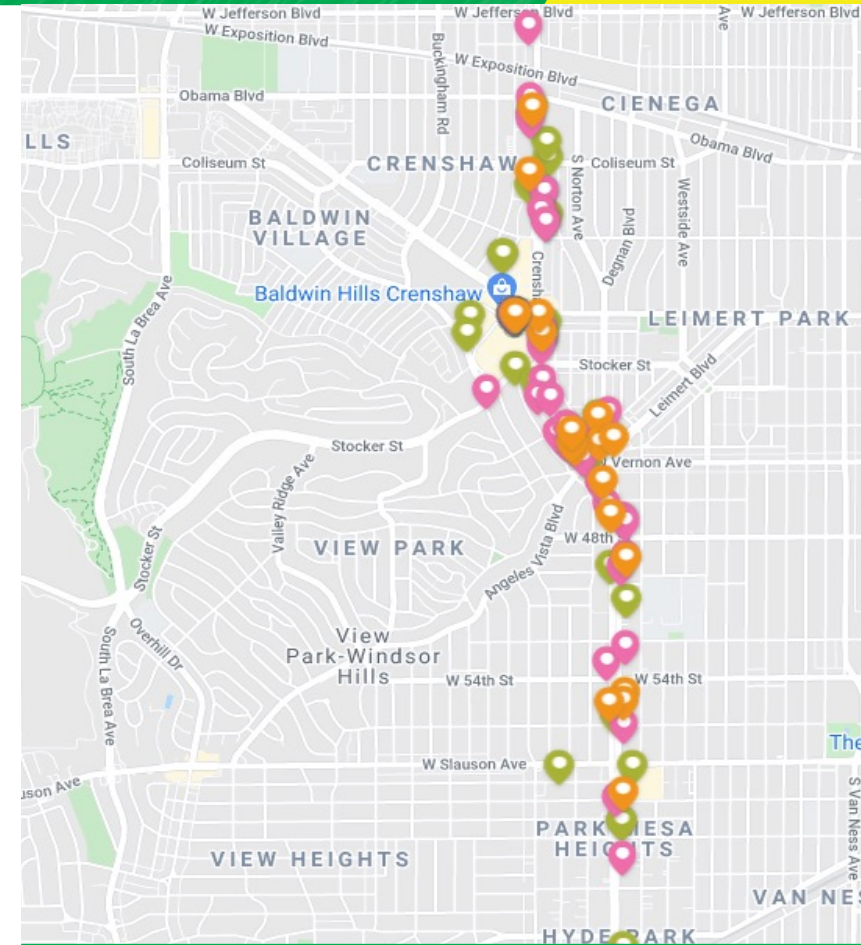 W Jefferson Blvd
W Jefferson Blvd
W Jefferson Blvd
Ave
W Exposition Blvd
Buckingham Rd
W Exposition Blvd
Obama Blvd
CIENEGA
LLS
Obama Blvd
Coliseum St
CRENSHAW
Coliseum St
S Norton Ave
Westside Ave
BALDWIN
VILLAGE
Degnan Blvd
Crensha
Baldwin Hills Crenshaw
South La Brea Ave
LEIMERT PARK
Stocker St
Leimert Blvd
Stocker St
Vernon Ave
Valley Ridge Ave
VIEW PARK
W 48th
Angeles Vista Blvd
Stocker St
Overhill Dr
View
Park-Windsor
Hills
South La Brea Ave
W 54th St
W 54th St
The
W Slauson Ave
uson Ave
S Van Ness Ave
PARK MESA
HEIGHTS
VIEW HEIGHTS
VAN NES
HYDE PARK